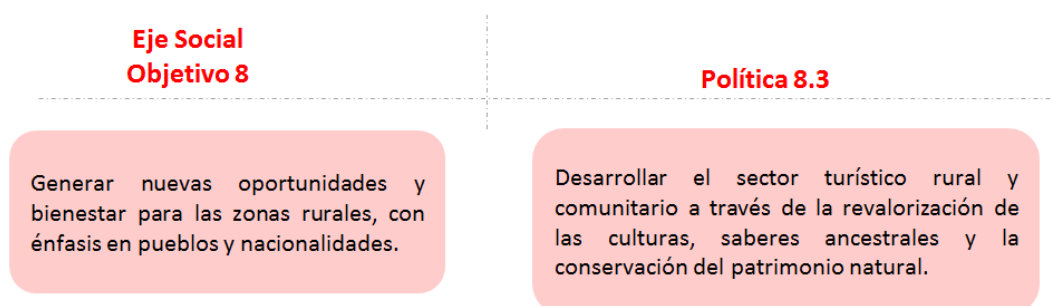 Eje Social
Objetivo 8
Política 8.3
Generar nuevas oportunidades y
bienestar para las zonas rurales, con
énfasis en pueblos y nacionalidades.
Desarrollar el sector turístico rural y
comunitario a través de la revalorización de
las culturas, saberes ancestrales y la
conservación del patrimonio natural.